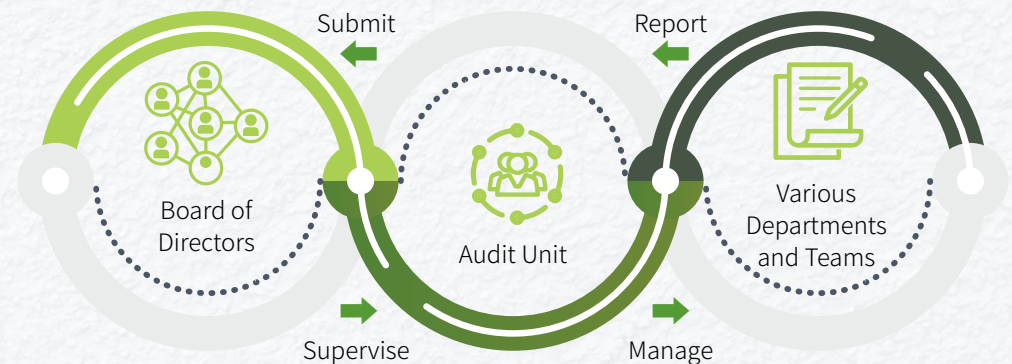 Submit
Report
Board of
Directors
Audit Unit
Various
Departments
and Teams
Supervise
Manage